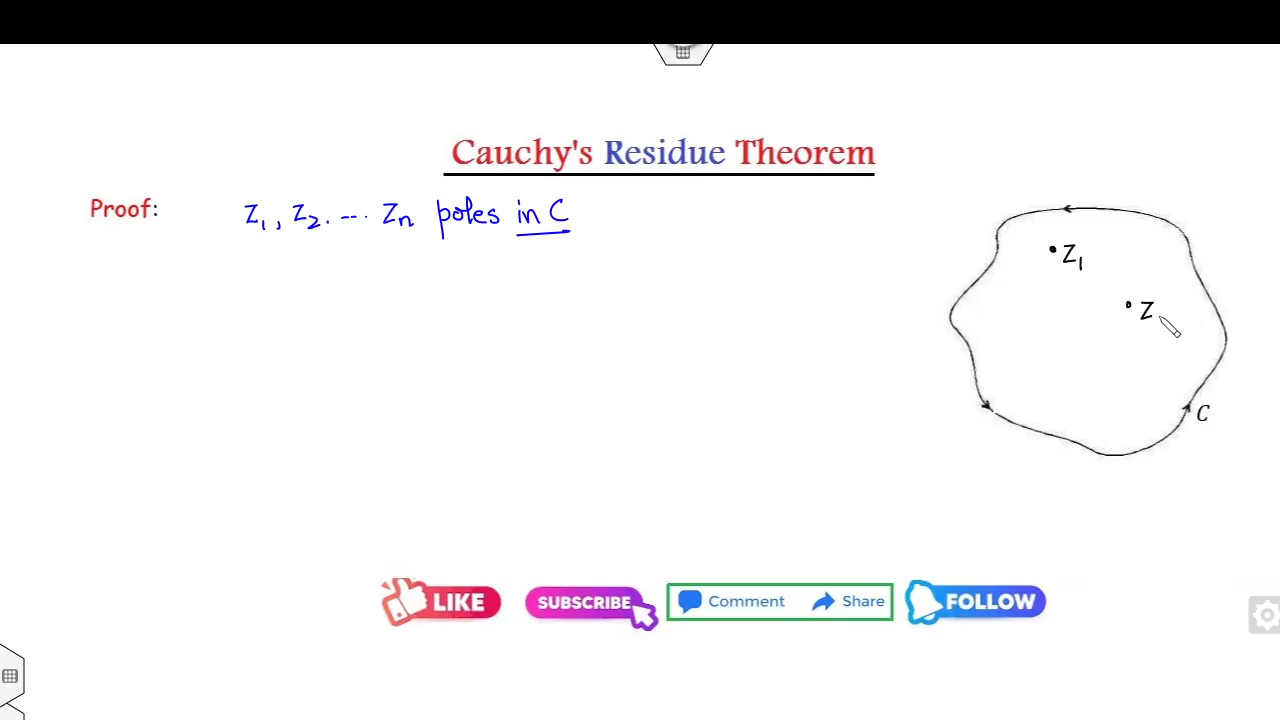 Cauchy's Residue Theorem
Proof: z₁, z₂. --- zₙ poles in C
z₁
z
C
LIKE SUBSCRIBE Comment Share FOLLOW